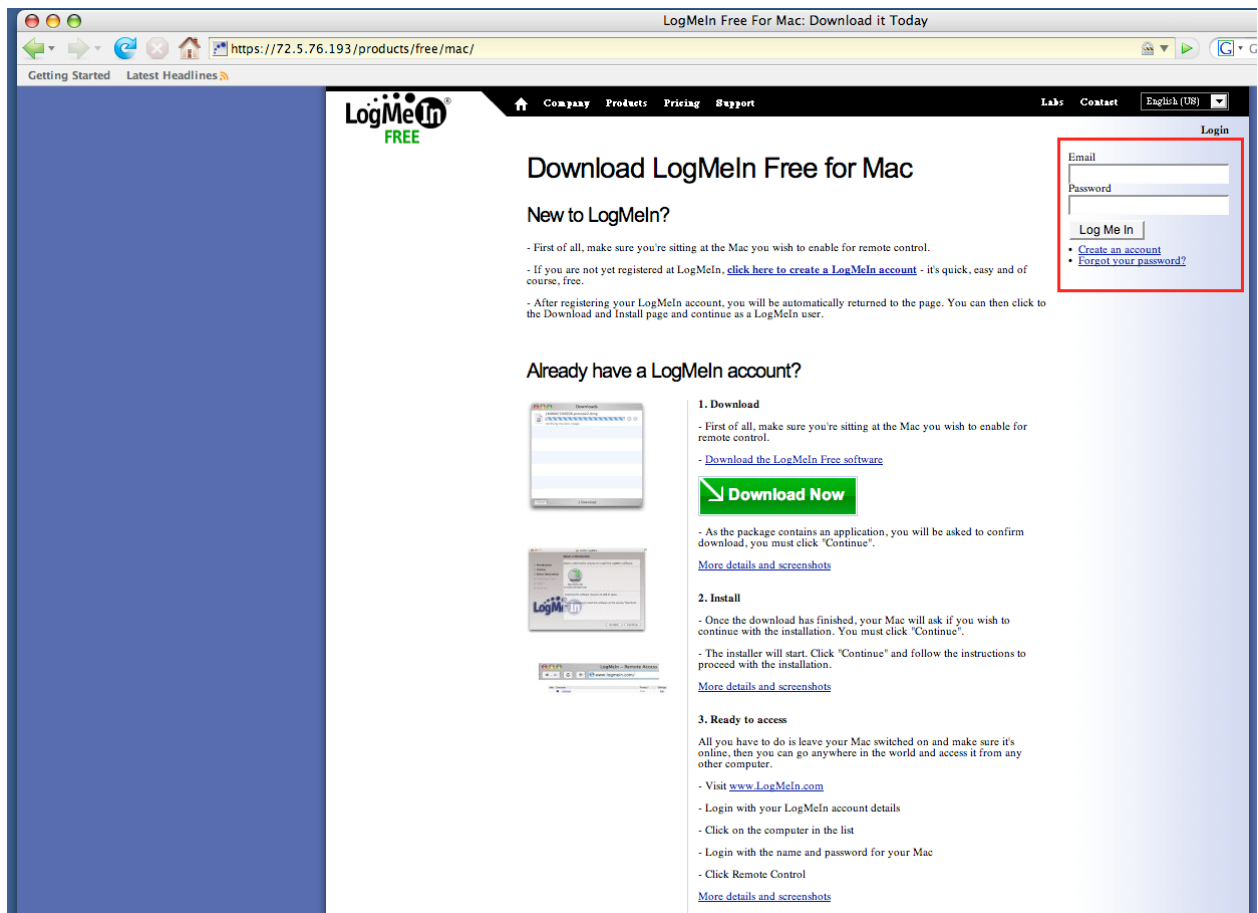 LogMeIn Free For Mac: Download it Today
https://72.5.76.193/products/free/mac/
G
Getting Started Latest Headlines
LogMeIn®
FREE
Company Products Pricing Support Labs Contact English (US)
Login
Email
Password
Log Me In
• Create an account
• Forgot your password?
Download LogMeIn Free for Mac
New to LogMeIn?
- First of all, make sure you're sitting at the Mac you wish to enable for remote control.
- If you are not yet registered at LogMeIn, click here to create a LogMeIn account - it's quick, easy and of
course, free.
- After registering your LogMeIn account, you will be automatically returned to the page. You can then click to
the Download and Install page and continue as a LogMeIn user.
Already have a LogMeIn account?
Downloads
1. Download
- First of all, make sure you're sitting at the Mac you wish to enable for
remote control.
- Download the LogMeIn Free software
Download Now
- As the package contains an application, you will be asked to confirm
download, you must click "Continue".
More details and screenshots
LogMeIn
2. Install
- Once the download has finished, your Mac will ask if you wish to
continue with the installation. You must click "Continue".
- The installer will start. Click "Continue" and follow the instructions to
proceed with the installation.
More details and screenshots
LogMeIn - Remote Access
www.logmein.com/
3. Ready to access
All you have to do is leave your Mac switched on and make sure it's
online, then you can go anywhere in the world and access it from any
other computer.
- Visit www.LogMeIn.com
- Login with your LogMeIn account details
- Click on the computer in the list
- Login with the name and password for your Mac
- Click Remote Control
More details and screenshots